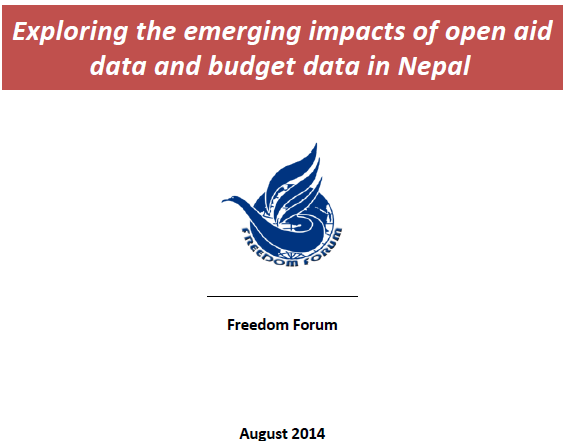 Exploring the emerging impacts of open aid
data and budget data in Nepal
FREEDOM FORUM
Freedom Forum
August 2014